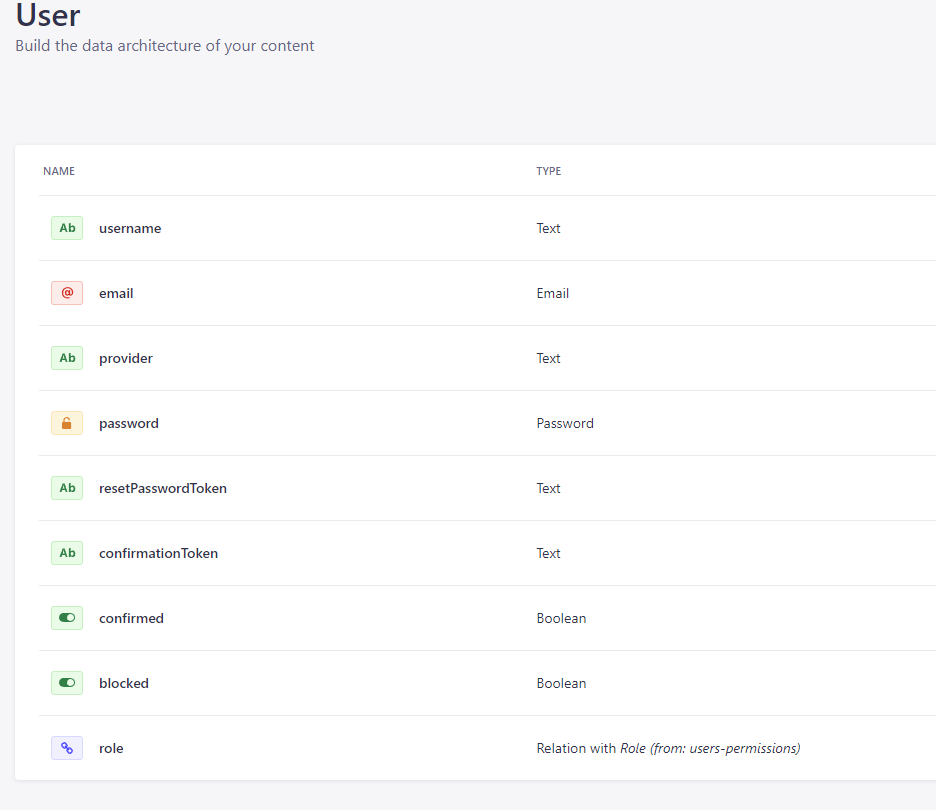 User
Build the data architecture of your content
NAME TYPE
Ab username Text
@ email Email
Ab provider Text
password Password
Ab resetPasswordToken Text
Ab confirmationToken Text
confirmed Boolean
blocked Boolean
role Relation with Role (from: users-permissions)